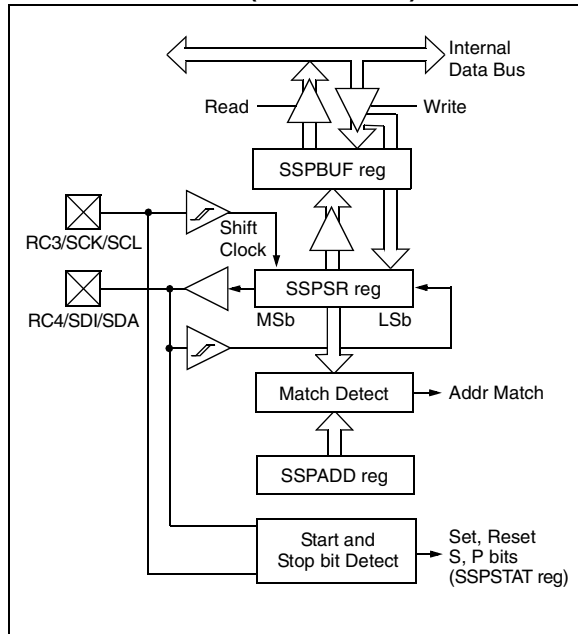 Internal
Data Bus
Read
Write
SSPBUF reg
RC3/SCK/SCL
Shift
Clock
SSPSR reg
RC4/SDI/SDA
MSb
LSb
Match Detect
Addr Match
SSPADD reg
Start and
Stop bit Detect
Set, Reset
S, P bits
(SSPSTAT reg)